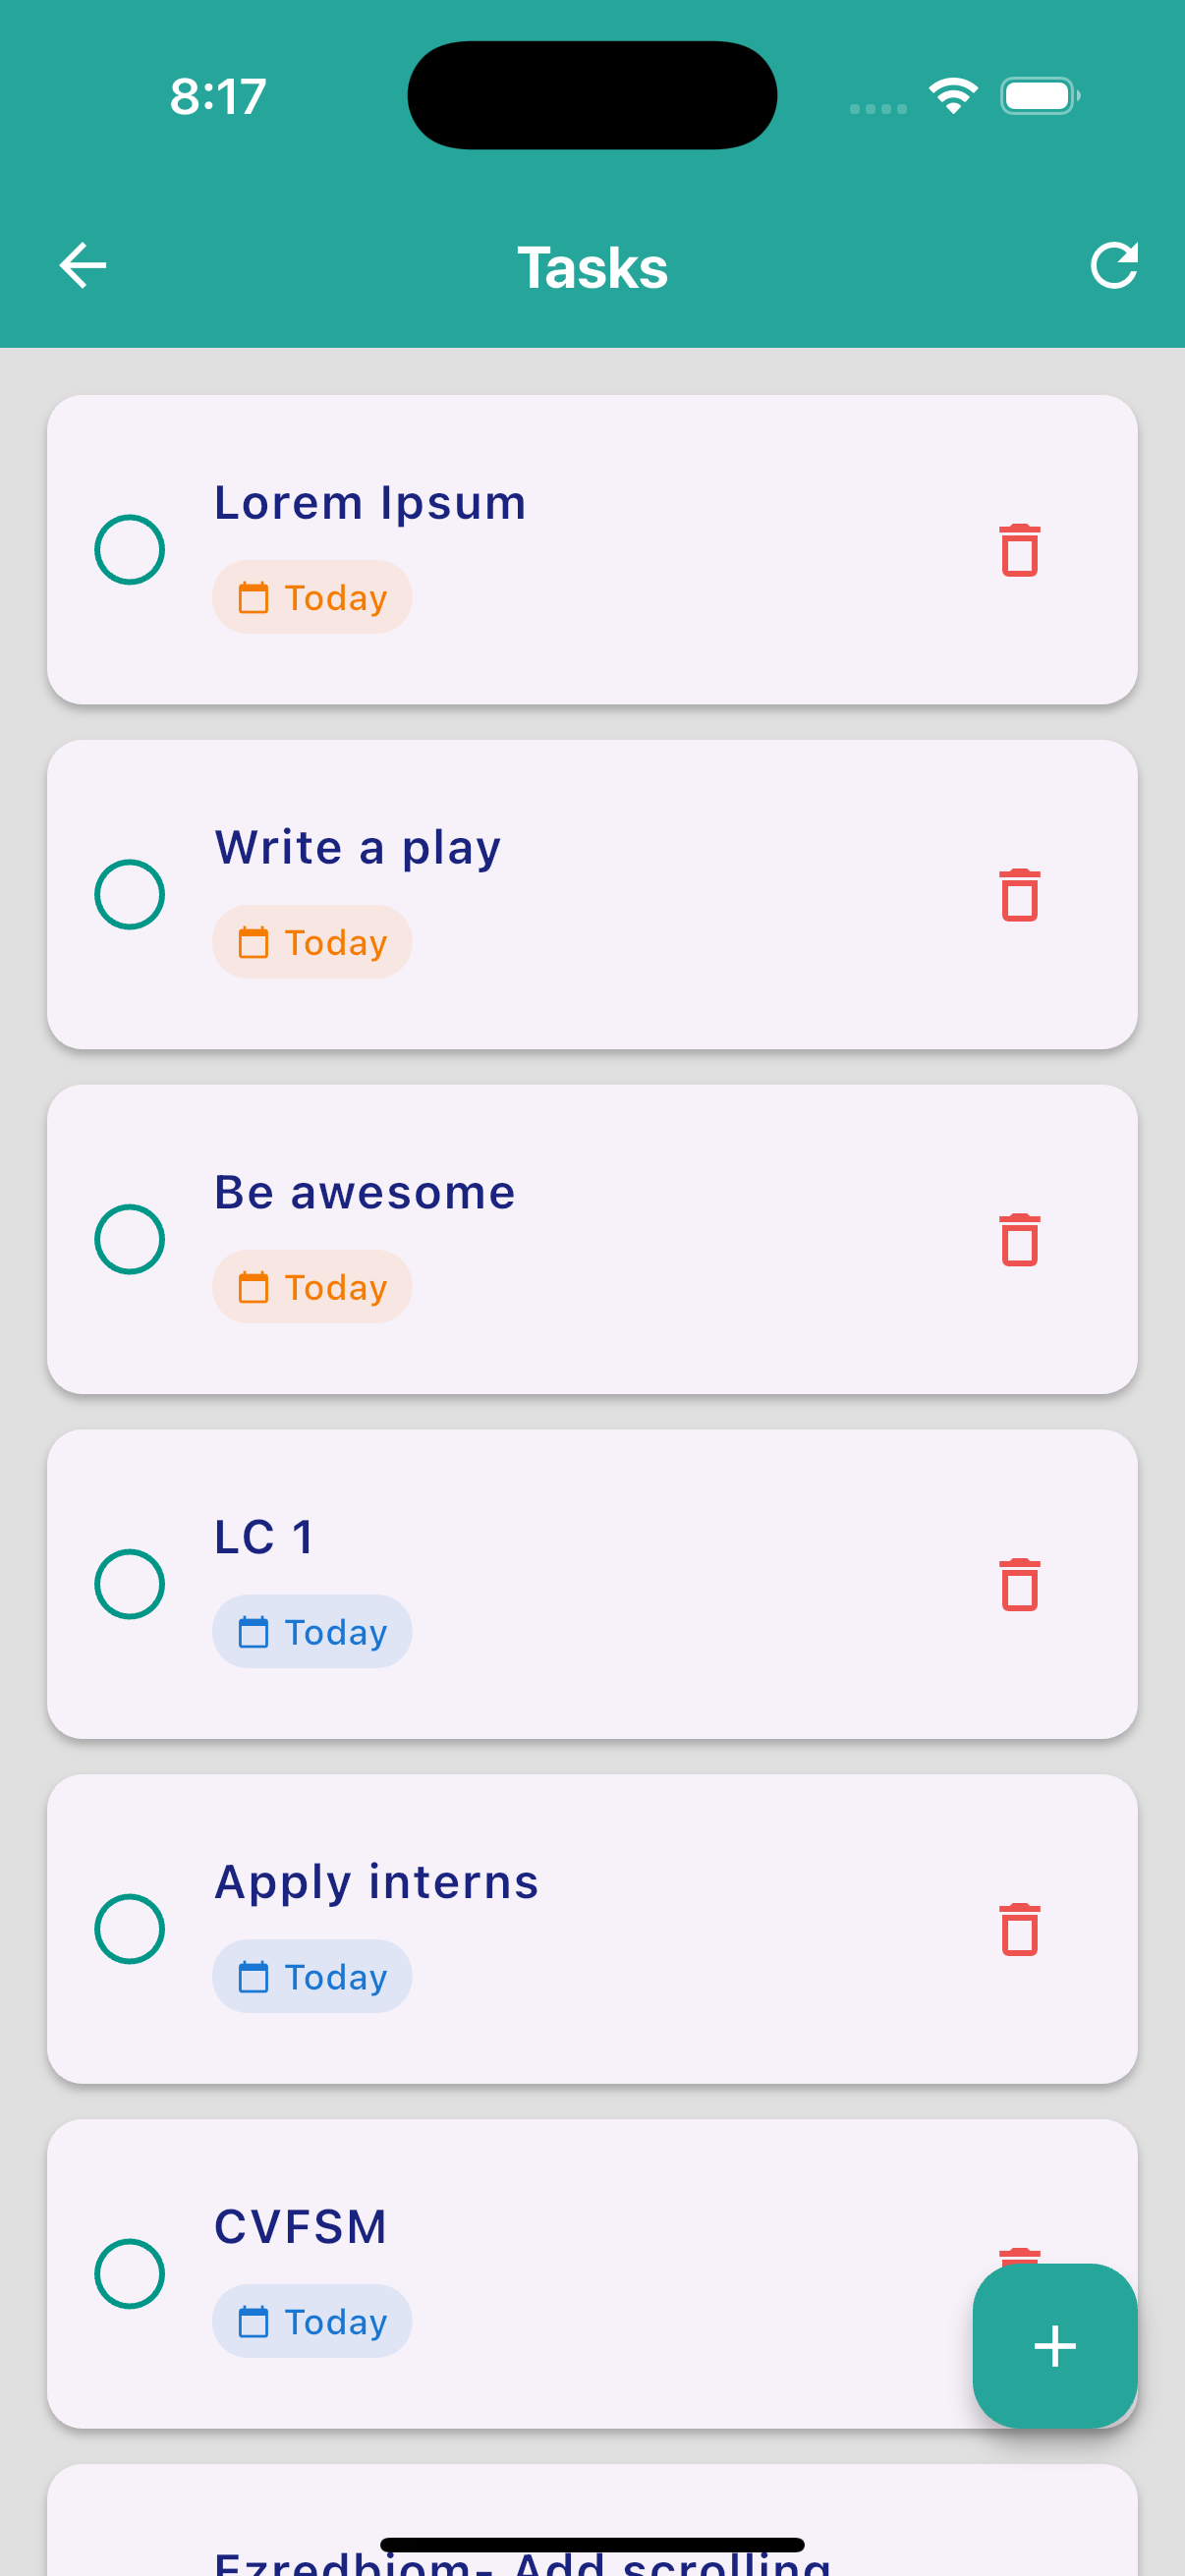 8:17
Tasks
Lorem Ipsum
Today
Write a play
Today
Be awesome
Today
LC 1
Today
Apply interns
Today
CVFSM
Today
Ezredbiom- Add scrolling